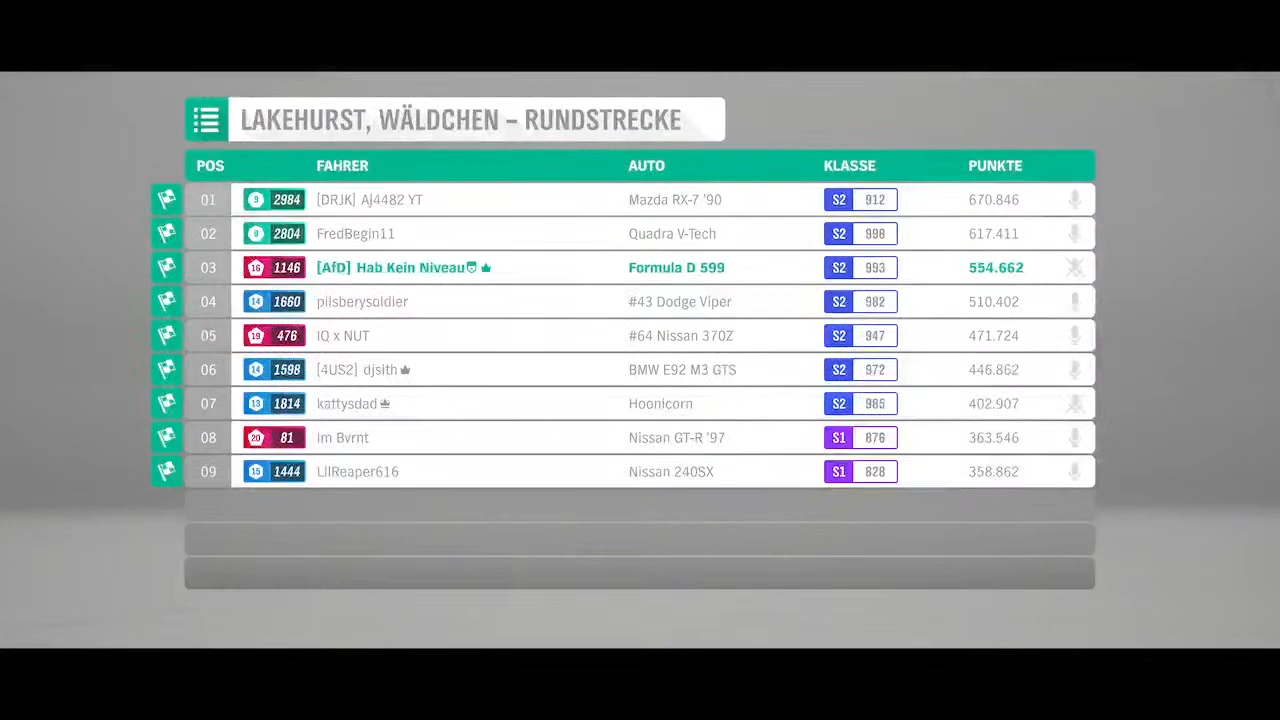 LAKEHURST, WÄLDCHEN – RUNDSTRECKE
POS FAHRER AUTO KLASSE PUNKTE
01 9 2984 [DRJK] Aj4482 YT Mazda RX-7 '90 S2 912 670.846
02 9 2804 FredBegin11 Quadra V-Tech S2 998 617.411
03 16 1146 [AfD] Hab Kein Niveau Formula D 599 S2 993 554.662
04 14 1660 pilsberysoldier #43 Dodge Viper S2 982 510.402
05 19 476 IQ x NUT #64 Nissan 370Z S2 947 471.724
06 14 1598 [4US2] djsith BMW E92 M3 GTS S2 972 446.862
07 13 1814 kattysdad Hoonicorn S2 985 402.907
08 20 81 Im Bvrnt Nissan GT-R '97 S1 876 363.546
09 15 1444 LilReaper616 Nissan 240SX S1 828 358.862